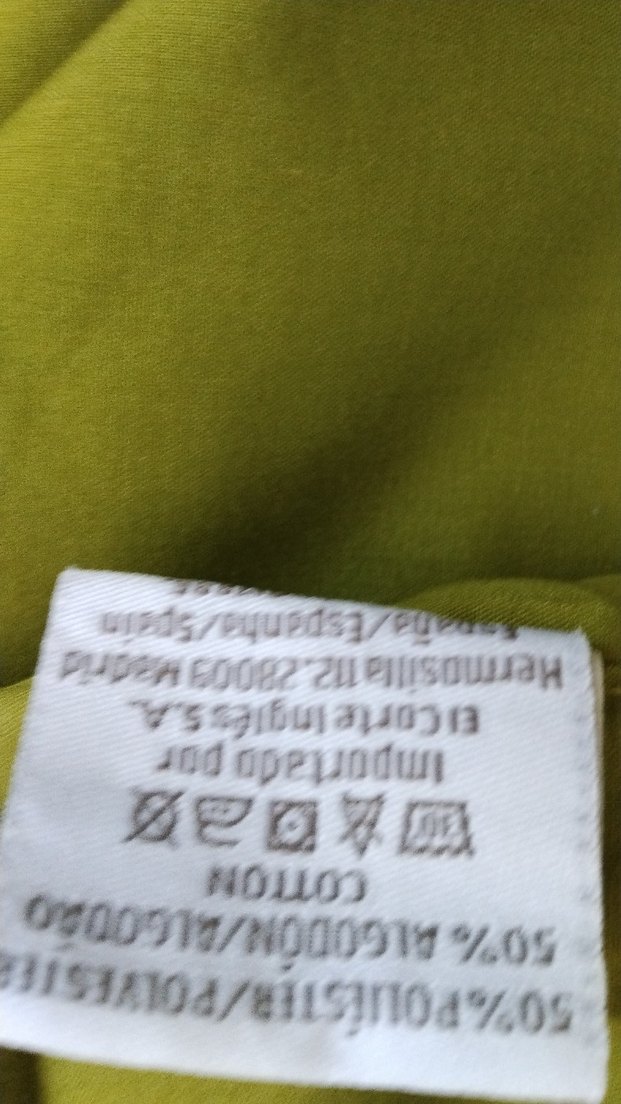 50% POLIÉSTER/POLYESTER
50% ALGODÓN/ALGODÃO
COTTON
30°
Importado por
El Corte Inglés S.A.
Hermosilla 112. 28009 Madrid
España/Espanha/Spain